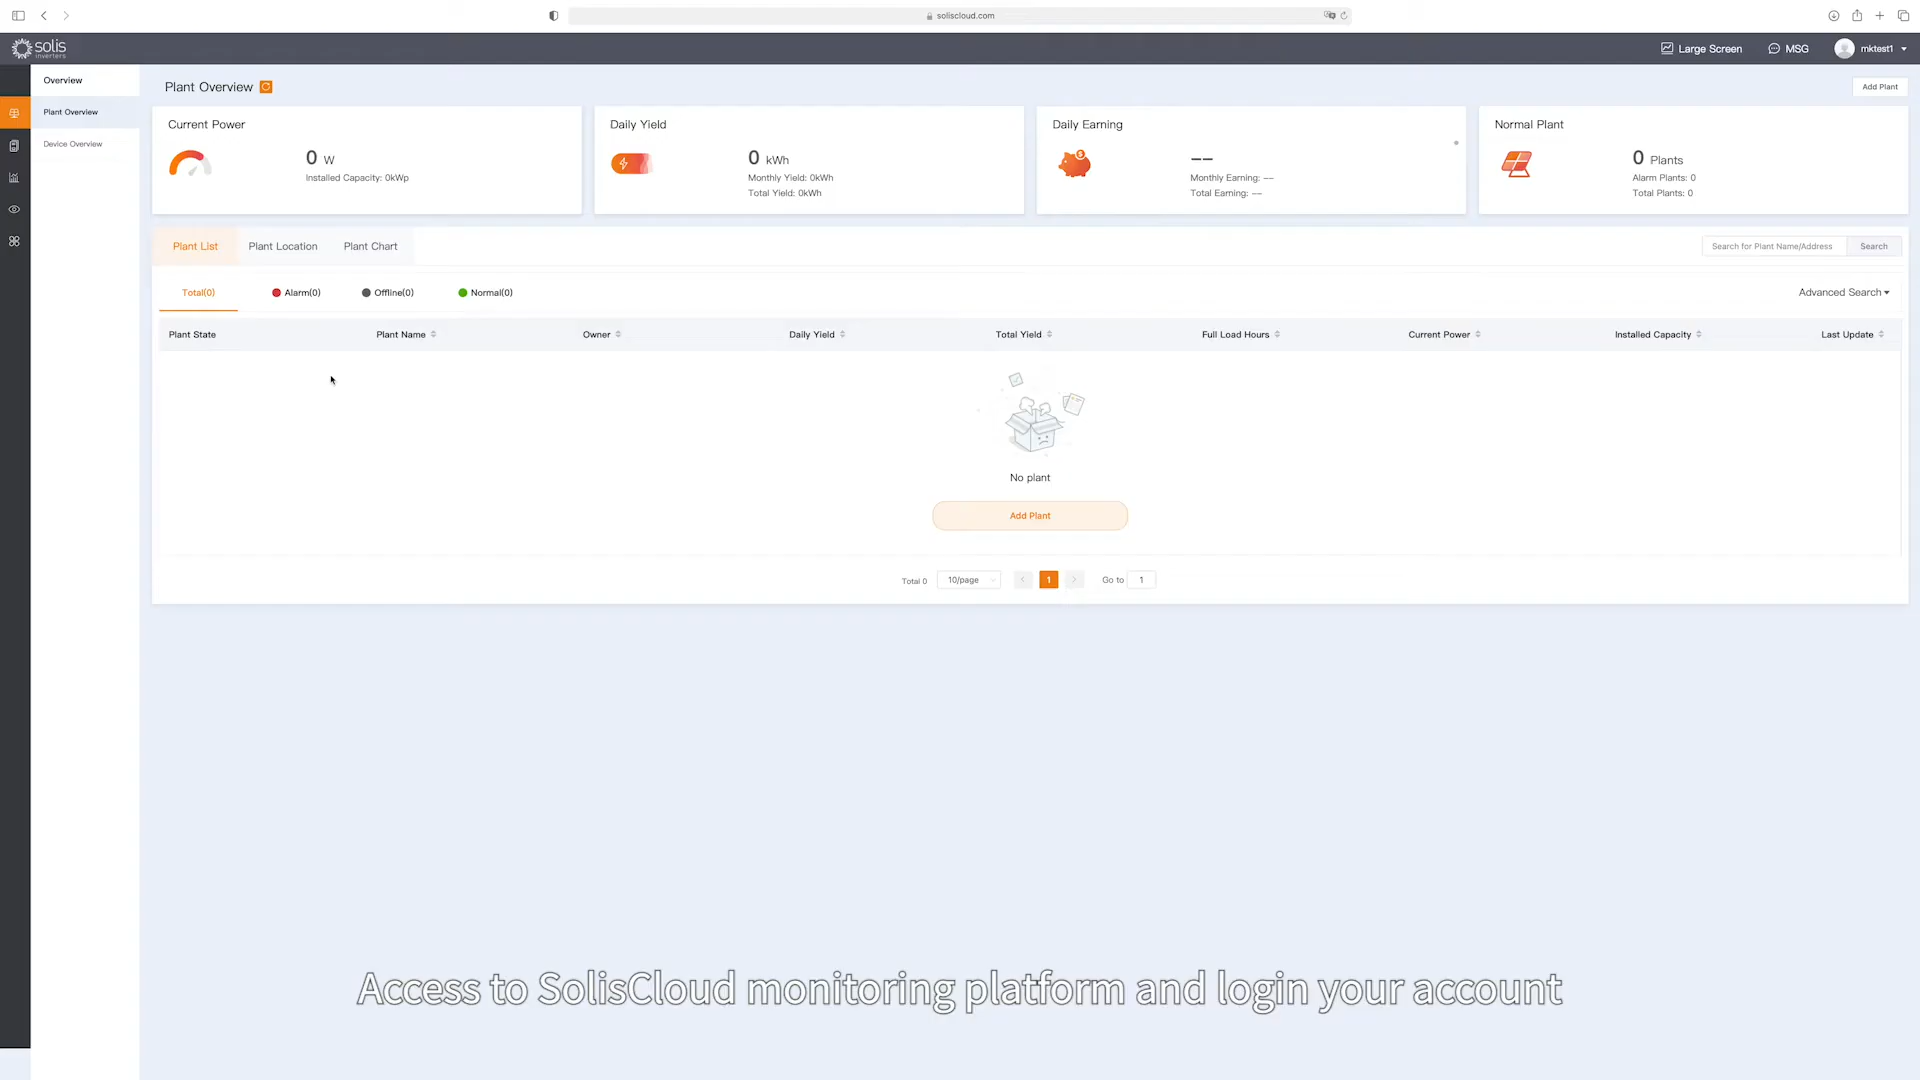 soliscloud.com
solis
inverters
Large Screen
MSG
mktest1
Overview
Plant Overview
Device Overview
Plant Overview
Add Plant
Current Power
0 W
Installed Capacity: 0kWp
Daily Yield
0 kWh
Monthly Yield: 0kWh
Total Yield: 0kWh
Daily Earning
--
Monthly Earning: --
Total Earning: --
Normal Plant
0 Plants
Alarm Plants: 0
Total Plants: 0
Plant List
Plant Location
Plant Chart
Search for Plant Name/Address
Search
Total(0)
Alarm(0)
Offline(0)
Normal(0)
Advanced Search
Plant State
Plant Name
Owner
Daily Yield
Total Yield
Full Load Hours
Current Power
Installed Capacity
Last Update
No plant
Add Plant
Total 0
10/page
< 1 >
Go to 1
Access to SolisCloud monitoring platform and login your account